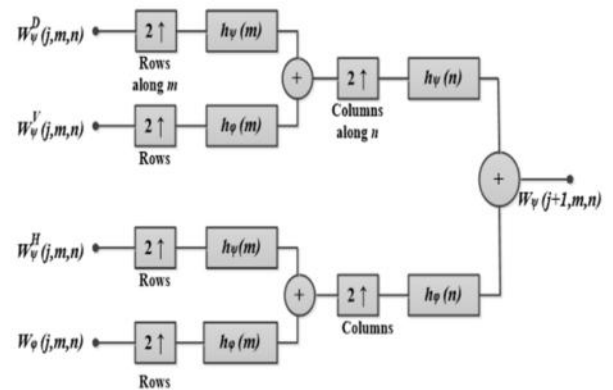 W_ψ^D (j,m,n)
2 ↑
h_ψ (m)
Rows
along m
+
2 ↑
h_ψ (n)
Columns
along n
W_ψ^V (j,m,n)
2 ↑
h_φ (m)
Rows
+
W_ψ (j+1,m,n)
W_ψ^H (j,m,n)
2 ↑
h_ψ(m)
Rows
+
2 ↑
h_φ (n)
Columns
W_φ (j,m,n)
2 ↑
h_φ (m)
Rows